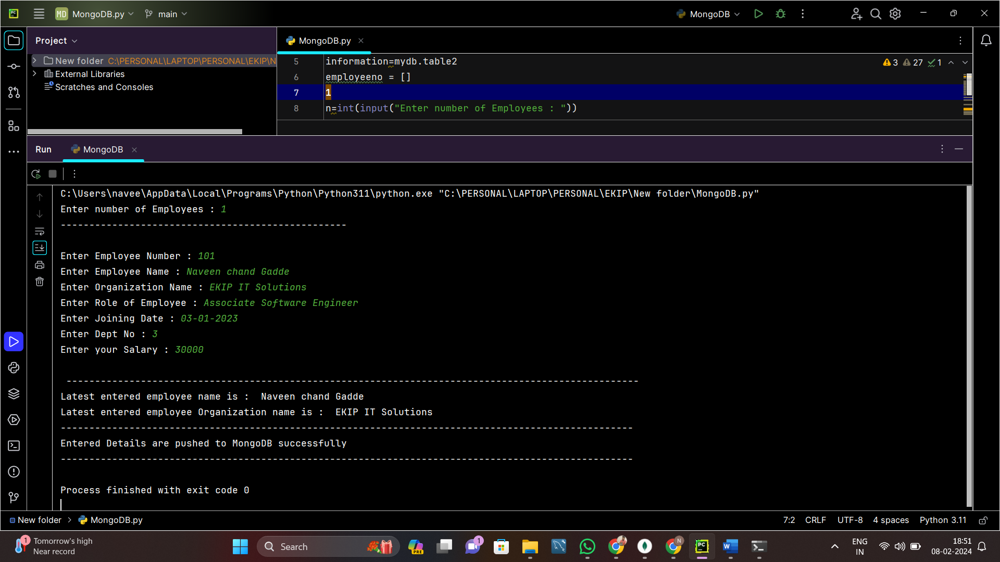 MD MongoDB.py main MongoDB
Project
New folder C:\PERSONAL\LAPTOP\PERSONAL\EKIP\N
External Libraries
Scratches and Consoles
MongoDB.py
5 information=mydb.table2
3 27 1
6 employeeno = []
7 1
8 n=int(input("Enter number of Employees : "))
Run MongoDB
C:\Users\navee\AppData\Local\Programs\Python\Python311\python.exe "C:\PERSONAL\LAPTOP\PERSONAL\EKIP\New folder\MongoDB.py"
Enter number of Employees : 1
--------------------------------------------------
Enter Employee Number : 101
Enter Employee Name : Naveen chand Gadde
Enter Organization Name : EKIP IT Solutions
Enter Role of Employee : Associate Software Engineer
Enter Joining Date : 03-01-2023
Enter Dept No : 3
Enter your Salary : 30000
----------------------------------------------------------------------------------------------------
Latest entered employee name is :  Naveen chand Gadde
Latest entered employee Organization name is :  EKIP IT Solutions
----------------------------------------------------------------------------------------------------
Entered Details are pushed to MongoDB successfully
----------------------------------------------------------------------------------------------------
Process finished with exit code 0
New folder > MongoDB.py 7:2 CRLF UTF-8 4 spaces Python 3.11
1 Tomorrow's high
Near record
Search
PRE
1
N
PC
W
ENG
IN
18:51
08-02-2024